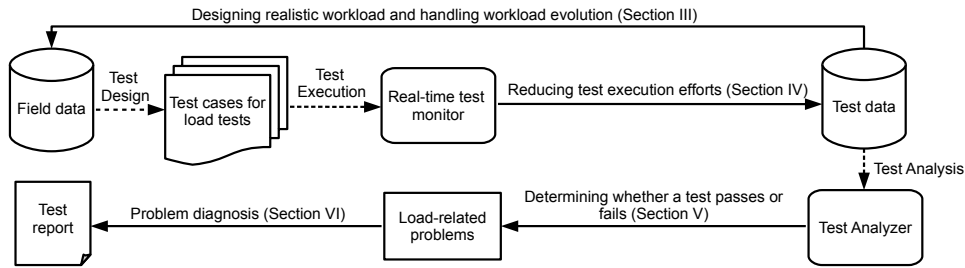 Designing realistic workload and handling workload evolution (Section III)
Field data
Test
Design
Test cases for
load tests
Test
Execution
Real-time test
monitor
Reducing test execution efforts (Section IV)
Test data
Test Analysis
Test
report
Problem diagnosis (Section VI)
Load-related
problems
Determining whether a test passes or
fails (Section V)
Test Analyzer